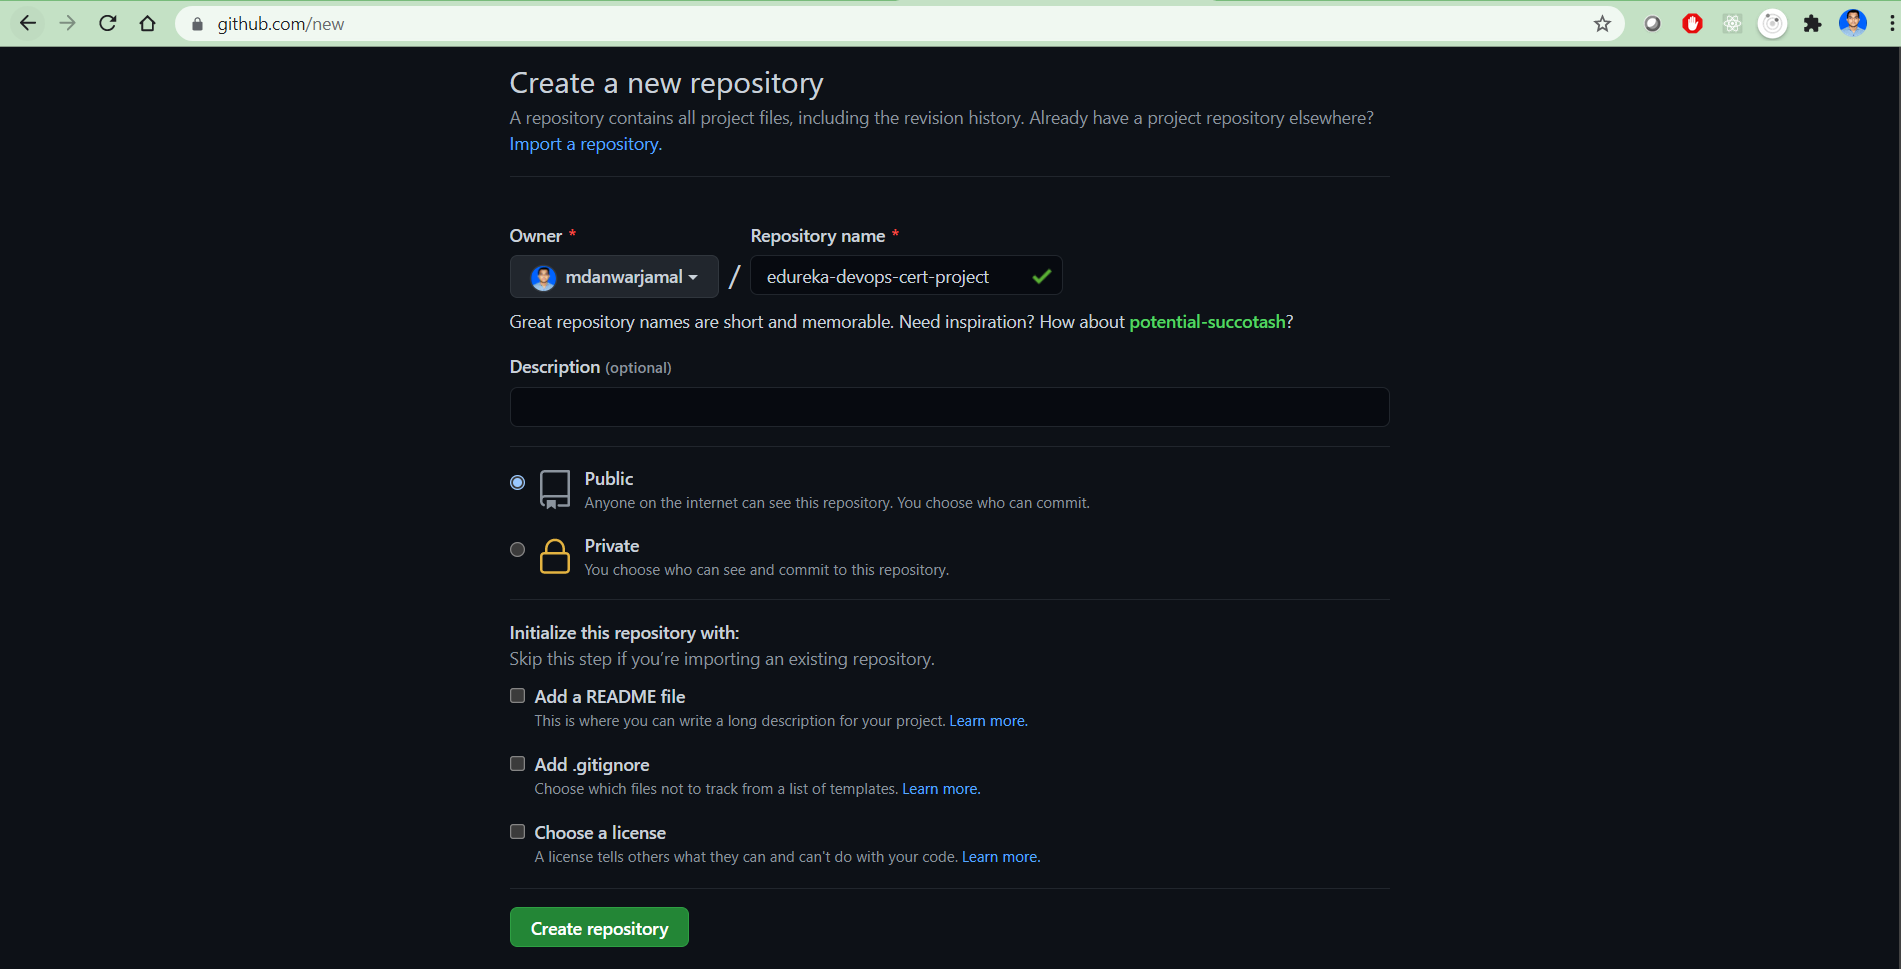 github.com/new
Create a new repository
A repository contains all project files, including the revision history. Already have a project repository elsewhere?
Import a repository.
Owner * Repository name *
mdanwarjamal / edureka-devops-cert-project
Great repository names are short and memorable. Need inspiration? How about potential-succotash?
Description (optional)
Public
Anyone on the internet can see this repository. You choose who can commit.
Private
You choose who can see and commit to this repository.
Initialize this repository with:
Skip this step if you’re importing an existing repository.
Add a README file
This is where you can write a long description for your project. Learn more.
Add .gitignore
Choose which files not to track from a list of templates. Learn more.
Choose a license
A license tells others what they can and can't do with your code. Learn more.
Create repository